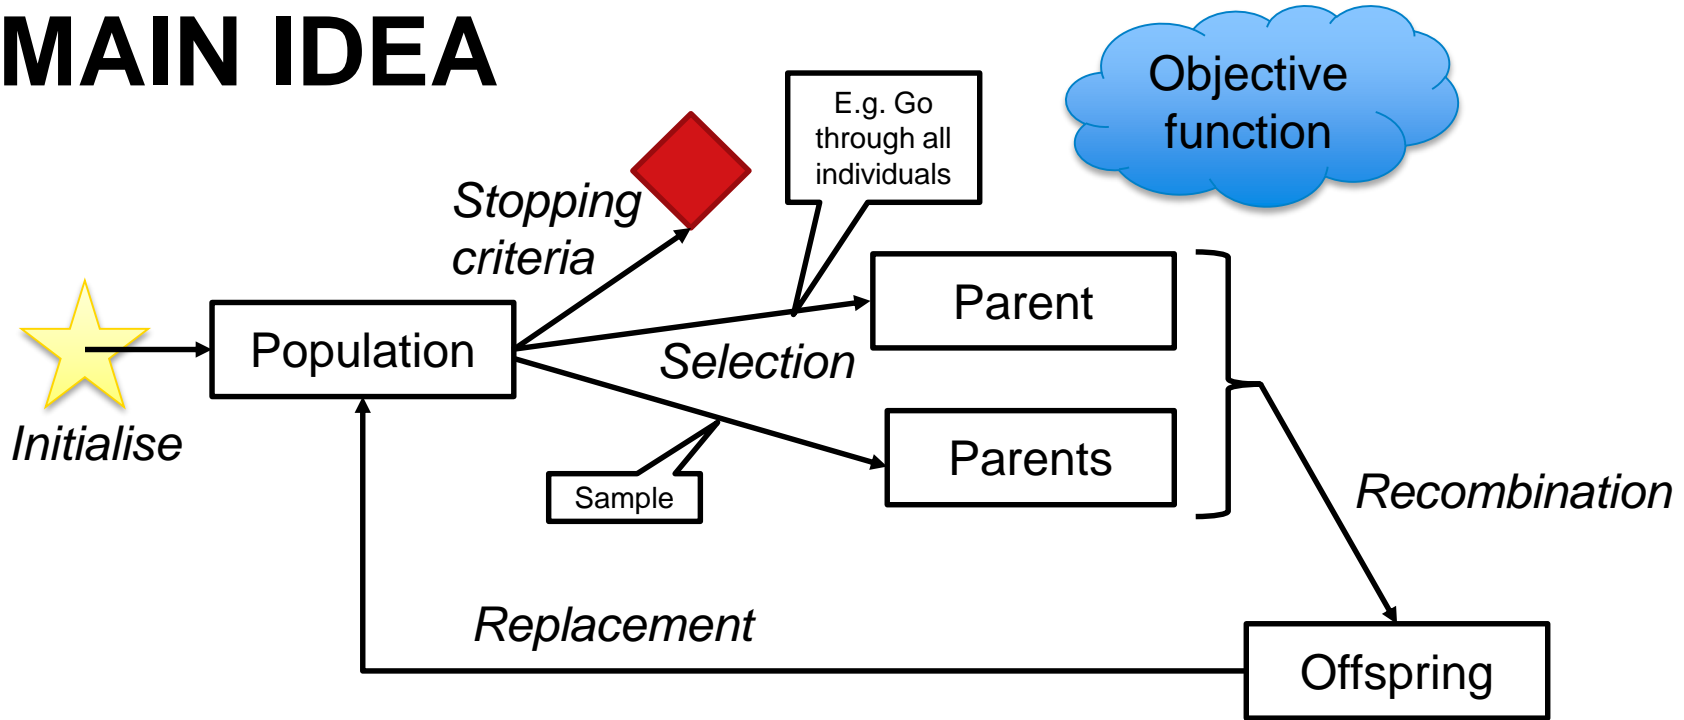 MAIN IDEA
Objective
function
E.g. Go
through all
individuals
Stopping
criteria
Parent
Population
Selection
Initialise
Parents
Sample
Recombination
Replacement
Offspring